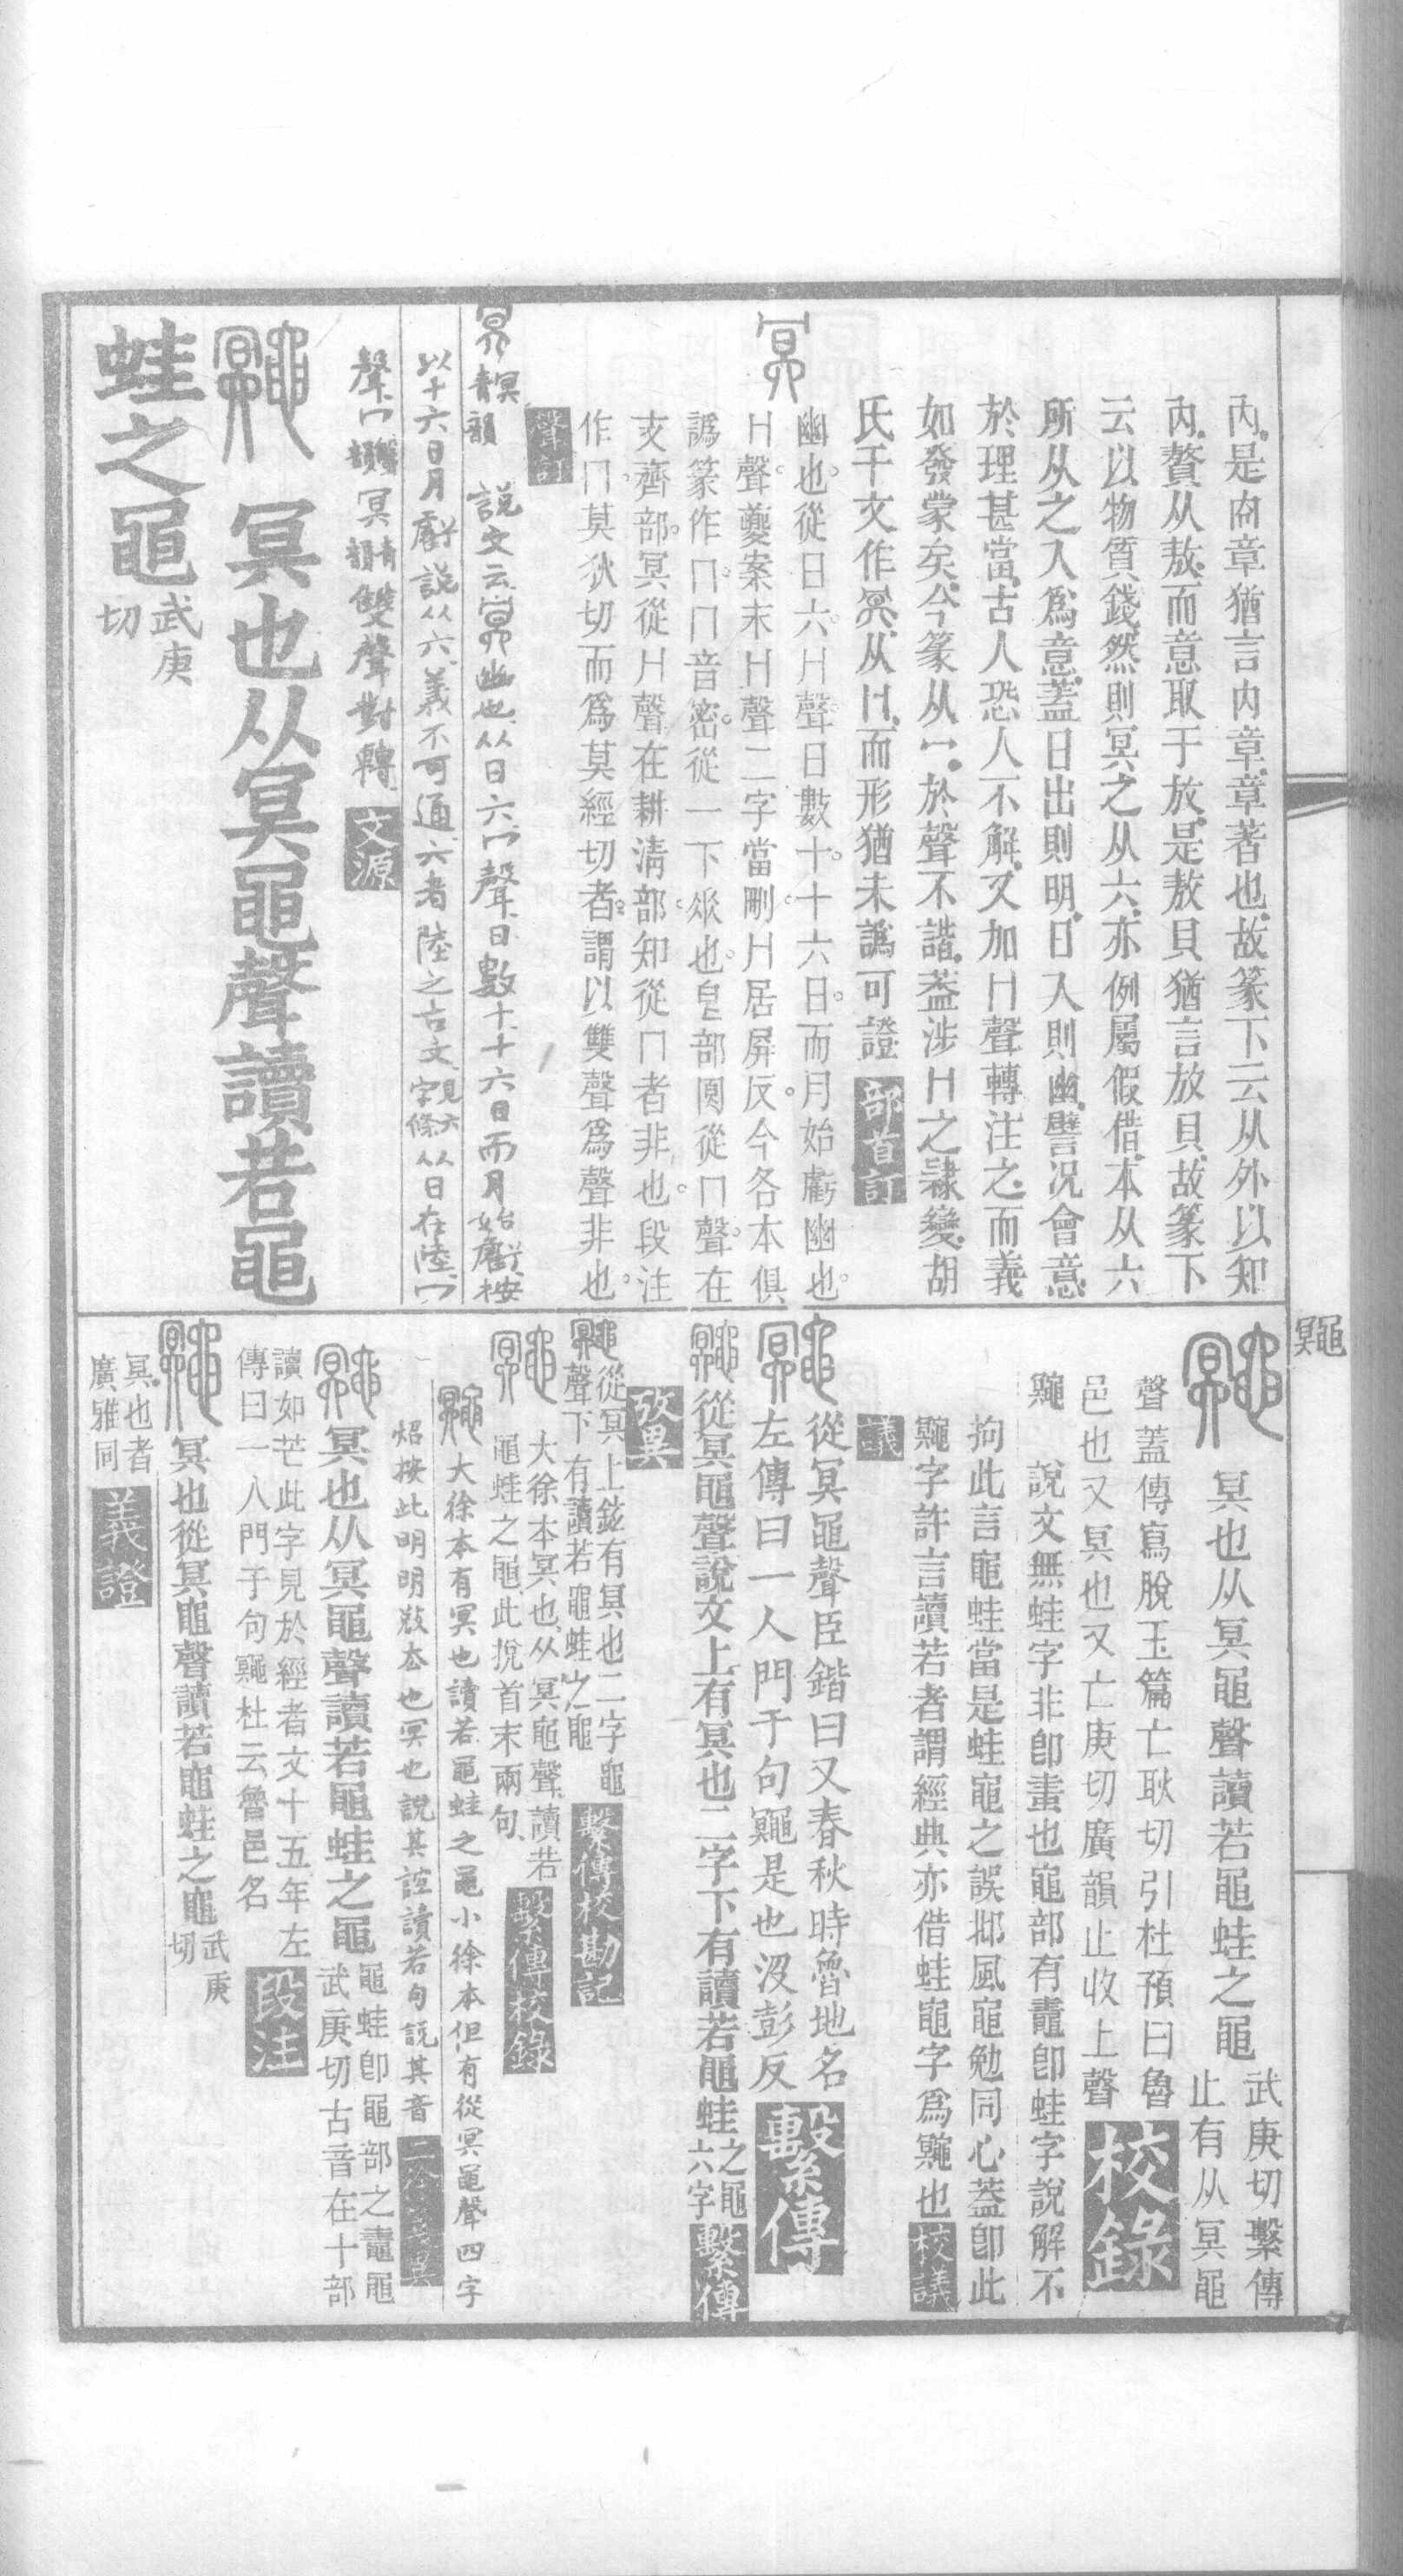 內是㕯章猶言內章章著也故篆下云从外以知
內贅从敖而意取于放是敖貝猶言放貝故篆下
云以物質錢然則冥之从六亦例屬假借本从六
所从之入爲意蓋日出則明日入則幽譬况會意
於理甚當古人恐人不解又加冂聲轉注之而義
如發蒙矣今篆从冖於聲不諧蓋涉冂之隷變胡
氏千文作冥从冂而形猶未譌可證 部首訂
幽也從日六冂聲日數十十六日而月始虧幽也
冂聲夔案末冂聲二字當刪冂居屏反今各本俱
譌篆作冂冂音密從一下㸚也皀部㒺從冂聲在
支齊部冥從冂聲在耕清部知從冂者非也段注
作冂莫狄切而爲莫經切者謂以雙聲爲聲非也
聲訂
冥青韻 說文云冥幽也从日六冖聲日數十十六日而月始虧按
以十六日月虧說从六義不可通六者陸之古文見六字條从日在陸冖
聲冖韻冥青韻雙聲對轉 文源
冥也从冥黽聲讀若黽
蛙之黽 武庚切
鄳
冥也从冥黽聲讀若黽蛙之黽 武庚切繫傳止有从冥黽
聲蓋傳寫脫玉篇亡耿切引杜預曰魯
邑也又冥也又亡庚切廣韻止收上聲 校錄
鼆 說文無蛙字非卽畫也黽部有鼃卽蛙字說解不
拘此言黽蛙當是蛙黽之誤邶風黽勉同心蓋卽此
鼆字許言讀若者謂經典亦借蛙黽字爲鼆也 校議
議
從冥黽聲臣鍇曰又春秋時魯地名
左傳曰一人門于句鼆是也沒彭反 繫傳
從冥黽聲說文上有冥也二字下有讀若黽蛙之黽六字 繫傳
攷異
從冥上鉉有冥也二字黽
聲下有讀若黽蛙之黽 繫傳校勘記
大徐本冥也从冥黽聲讀若
黽蛙之黽此挩首末兩句 繫傳校錄
大徐本有冥也讀若黽蛙之黽小徐本但有從冥黽聲四字
炤按此明明敚去也冥也說其誼讀若句說其音 二徐箋異
冥也从冥黽聲讀若黽蛙之黽 黽蛙卽黽部之鼃黽武庚切古音在十部
讀如芒此字見於經者文十五年左
傳曰一人門于句鼆杜云魯邑名 段注
冥也從冥黽聲讀若黽蛙之黽 武庚切
冥也者
廣雅同 義證